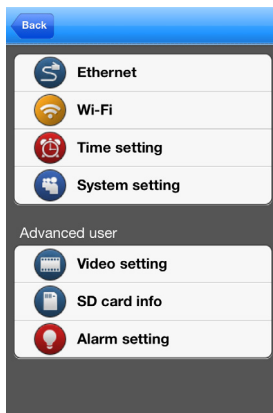 Back
Ethernet
Wi-Fi
Time setting
System setting
Advanced user
Video setting
SD card info
Alarm setting